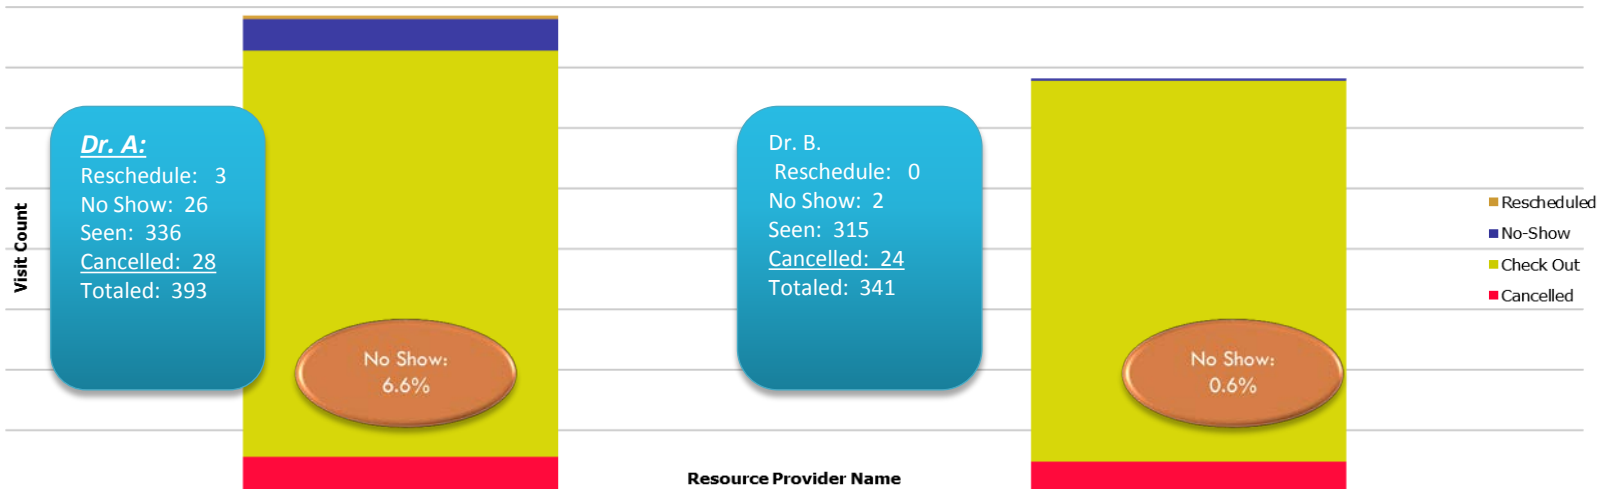 Visit Count
Dr. A:
Reschedule: 3
No Show: 26
Seen: 336
Cancelled: 28
Totaled: 393
No Show:
6.6%
Dr. B.
Reschedule: 0
No Show: 2
Seen: 315
Cancelled: 24
Totaled: 341
No Show:
0.6%
Rescheduled
No-Show
Check Out
Cancelled
Resource Provider Name